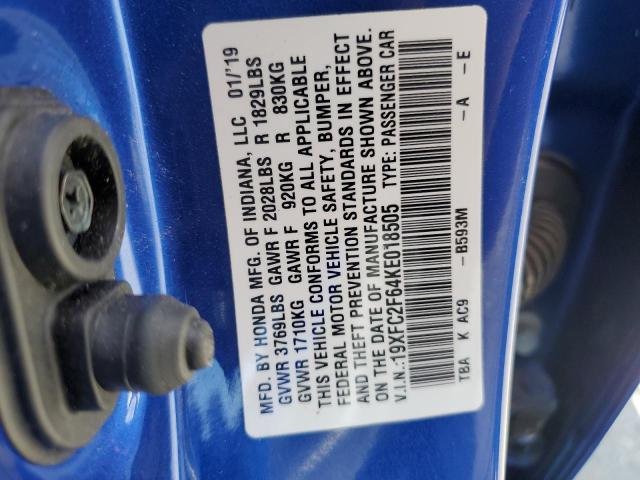 MFD. BY HONDA MFG. OF INDIANA, LLC 01/'19
GVWR 3769LBS GAWR F 2028LBS R 1829LBS
GVWR 1710KG GAWR F 920KG R 830KG
THIS VEHICLE CONFORMS TO ALL APPLICABLE
FEDERAL MOTOR VEHICLE SAFETY, BUMPER,
AND THEFT PREVENTION STANDARDS IN EFFECT
ON THE DATE OF MANUFACTURE SHOWN ABOVE.
V.I.N.:19XFC2F64KE018505 TYPE: PASSENGER CAR
TBA K AC9 -B593M -A -E